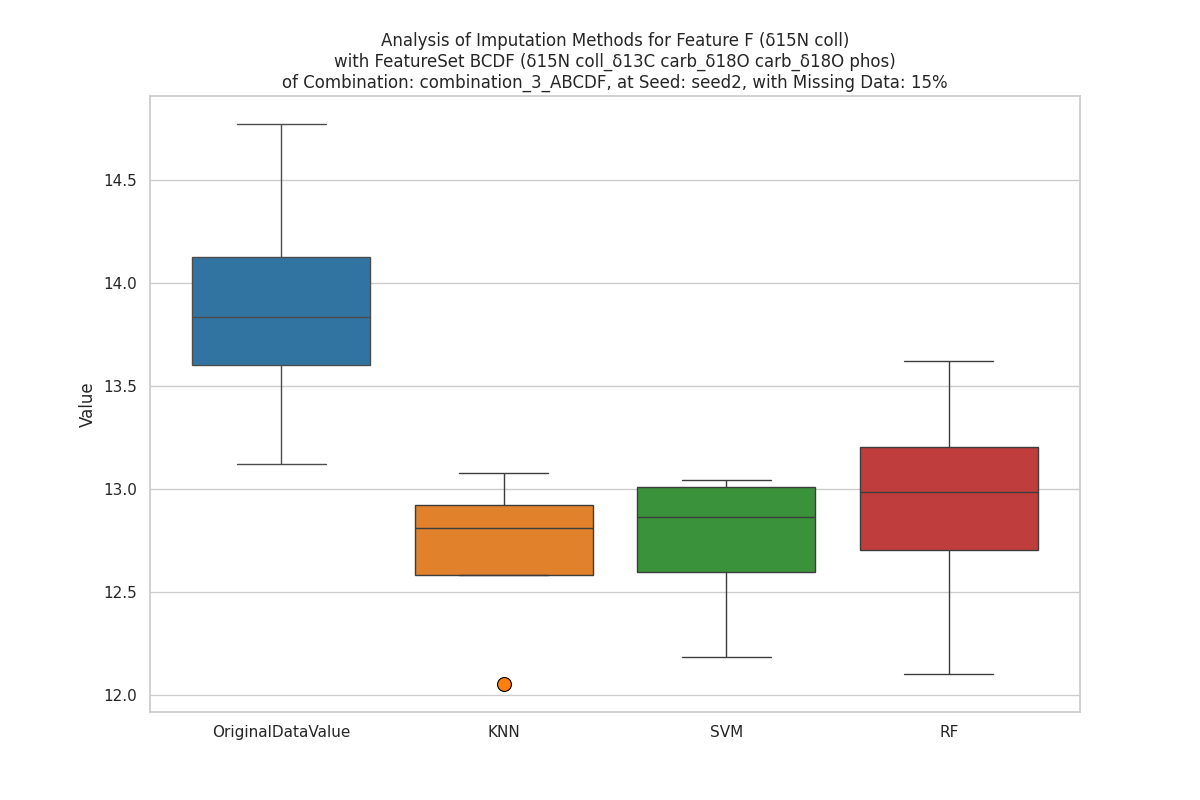 Analysis of Imputation Methods for Feature F (δ15N coll)
with FeatureSet BCDF (δ15N coll_δ13C carb_δ18O carb_δ18O phos)
of Combination: combination_3_ABCDF, at Seed: seed2, with Missing Data: 15%
Value
14.5
14.0
13.5
13.0
12.5
12.0
OriginalDataValue
KNN
SVM
RF